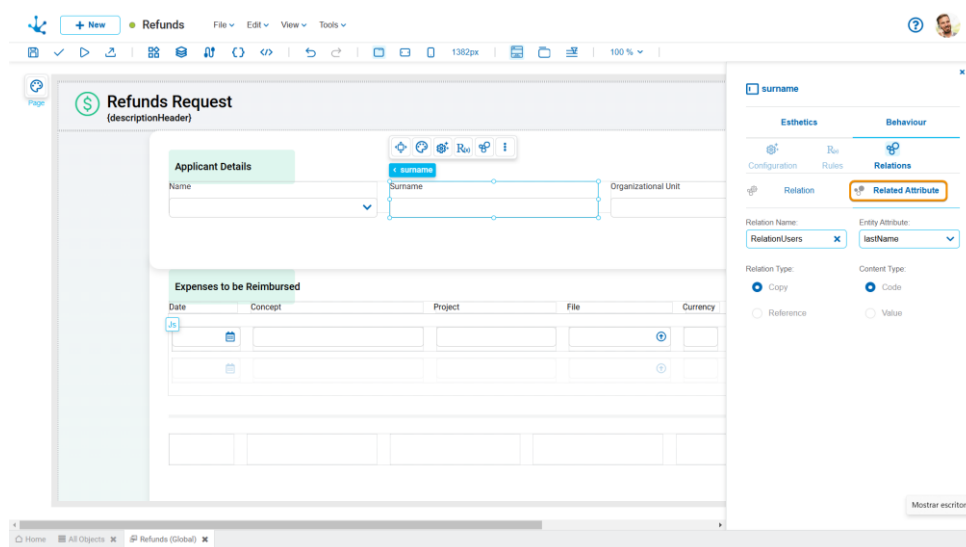 + New
Refunds
File
Edit
View
Tools
?
</>
1382px
100 %
Page
$
Refunds Request
{descriptionHeader}
Applicant Details
‹ surname
Name
Surname
Organizational Unit
Expenses to be Reimbursed
Date
Concept
Project
File
Currency
Js
surname
Esthetics
Behaviour
Configuration
Rules
Relations
Relation
Related Attribute
Relation Name:
Entity Attribute:
RelationUsers
lastName
Relation Type:
Content Type:
Copy
Code
Reference
Value
Mostrar escritor
Home
All Objects
Refunds (Global)